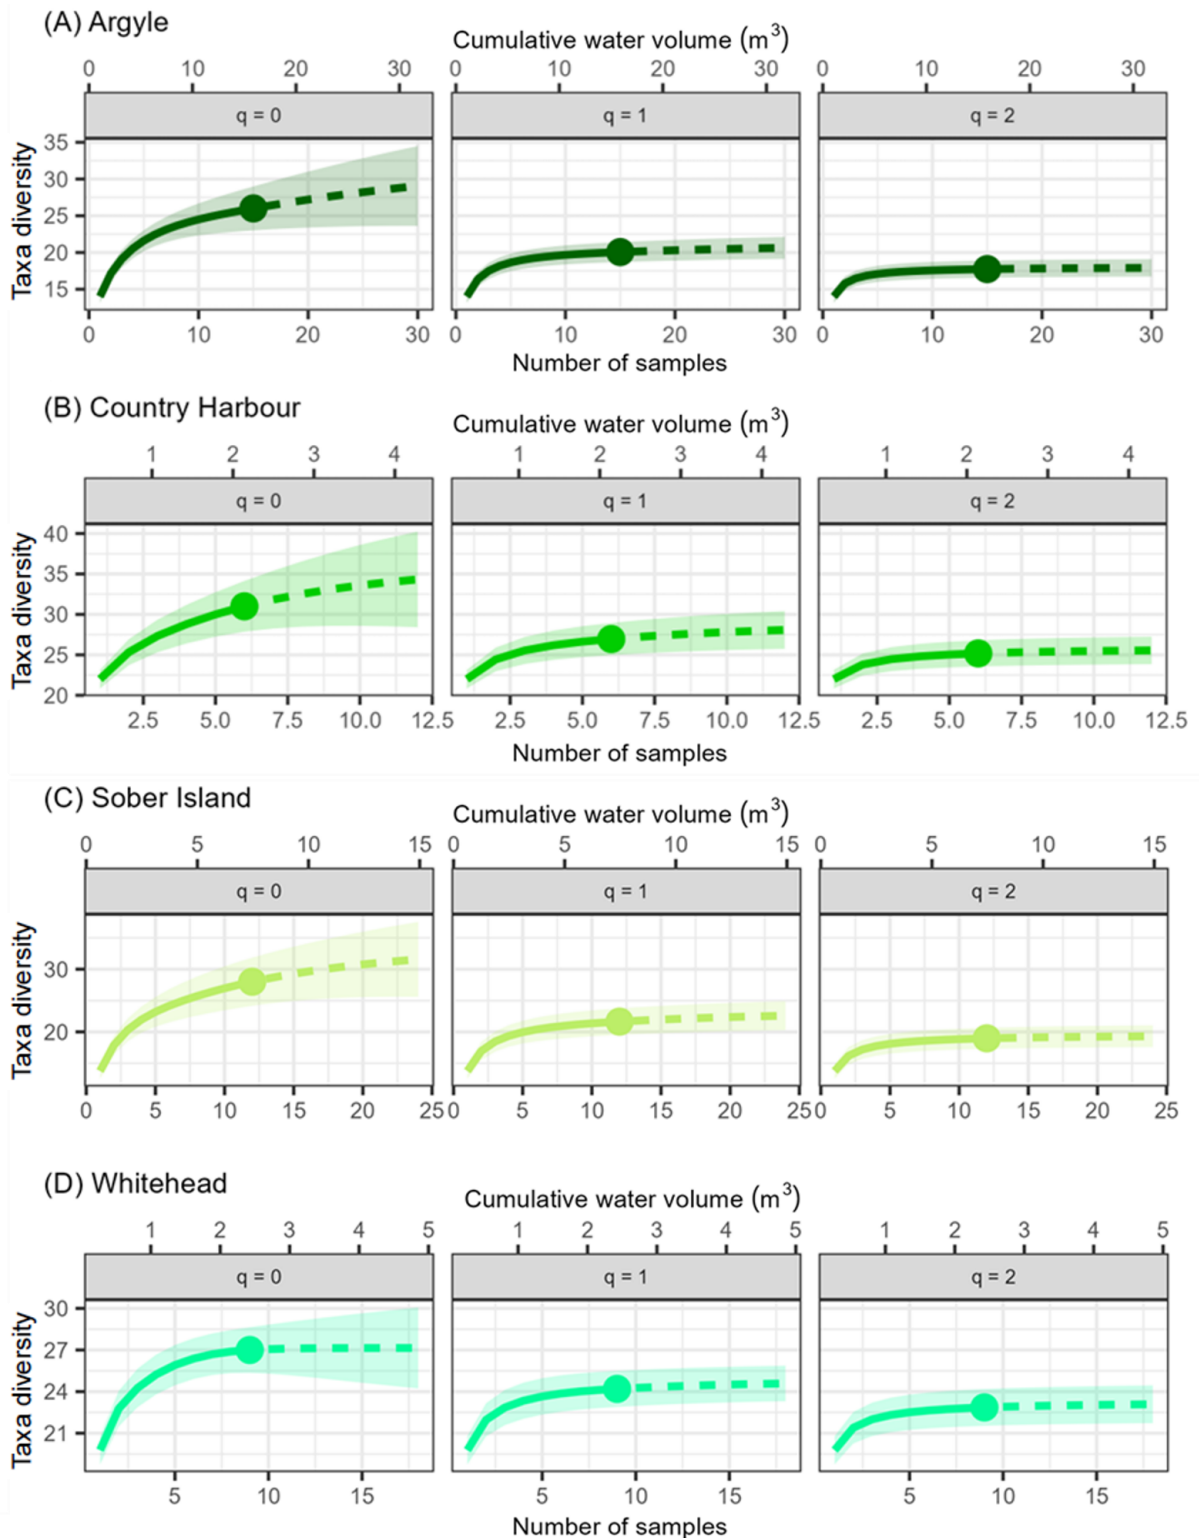 (A) Argyle
Cumulative water volume (m³)
0 10 20 30 0 10 20 30 0 10 20 30
q = 0 q = 1 q = 2
Taxa diversity
35
30
25
20
15
0 10 20 30 0 10 20 30 0 10 20 30
Number of samples
(B) Country Harbour
Cumulative water volume (m³)
1 2 3 4 1 2 3 4 1 2 3 4
q = 0 q = 1 q = 2
Taxa diversity
40
35
30
25
20
2.5 5.0 7.5 10.0 12.5 2.5 5.0 7.5 10.0 12.5 2.5 5.0 7.5 10.0 12.5
Number of samples
(C) Sober Island
Cumulative water volume (m³)
0 5 10 15 0 5 10 15 0 5 10 15
q = 0 q = 1 q = 2
Taxa diversity
30
20
0 5 10 15 20 25 0 5 10 15 20 25 0 5 10 15 20 25
(D) Whitehead
Cumulative water volume (m³)
1 2 3 4 5 1 2 3 4 5 1 2 3 4 5
q = 0 q = 1 q = 2
Taxa diversity
30
27
24
21
5 10 15 5 10 15 5 10 15
Number of samples